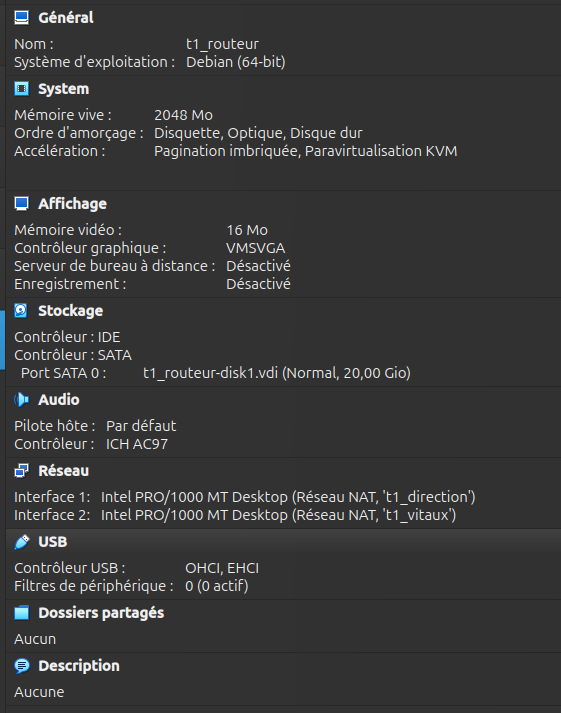 Général
Nom : t1_routeur
Système d'exploitation : Debian (64-bit)
System
Mémoire vive : 2048 Mo
Ordre d'amorçage : Disquette, Optique, Disque dur
Accélération : Pagination imbriquée, Paravirtualisation KVM
Affichage
Mémoire vidéo : 16 Mo
Contrôleur graphique : VMSVGA
Serveur de bureau à distance : Désactivé
Enregistrement : Désactivé
Stockage
Contrôleur : IDE
Contrôleur : SATA
Port SATA 0 : t1_routeur-disk1.vdi (Normal, 20,00 Gio)
Audio
Pilote hôte : Par défaut
Contrôleur : ICH AC97
Réseau
Interface 1: Intel PRO/1000 MT Desktop (Réseau NAT, 't1_direction')
Interface 2: Intel PRO/1000 MT Desktop (Réseau NAT, 't1_vitaux')
USB
Contrôleur USB : OHCI, EHCI
Filtres de périphérique : 0 (0 actif)
Dossiers partagés
Aucun
Description
Aucune